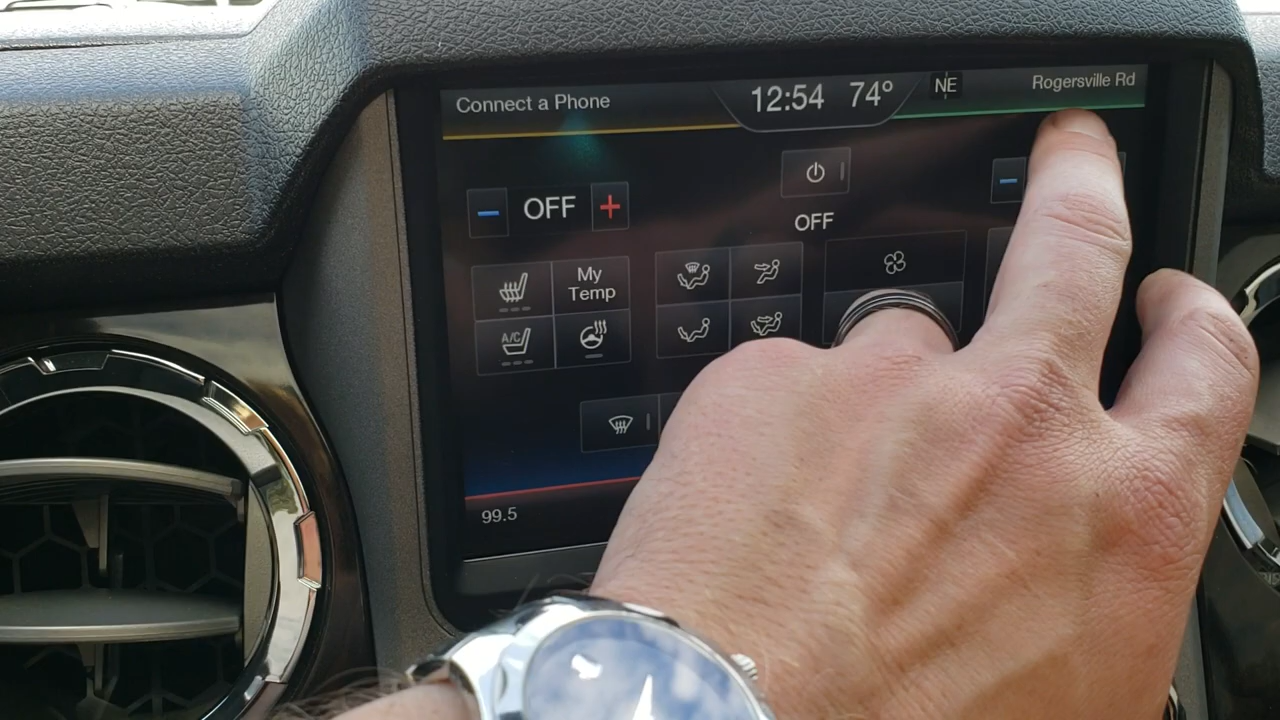 Connect a Phone
12:54 74°
NE
Rogersville Rd
OFF
OFF
My
Temp
A/C
99.5